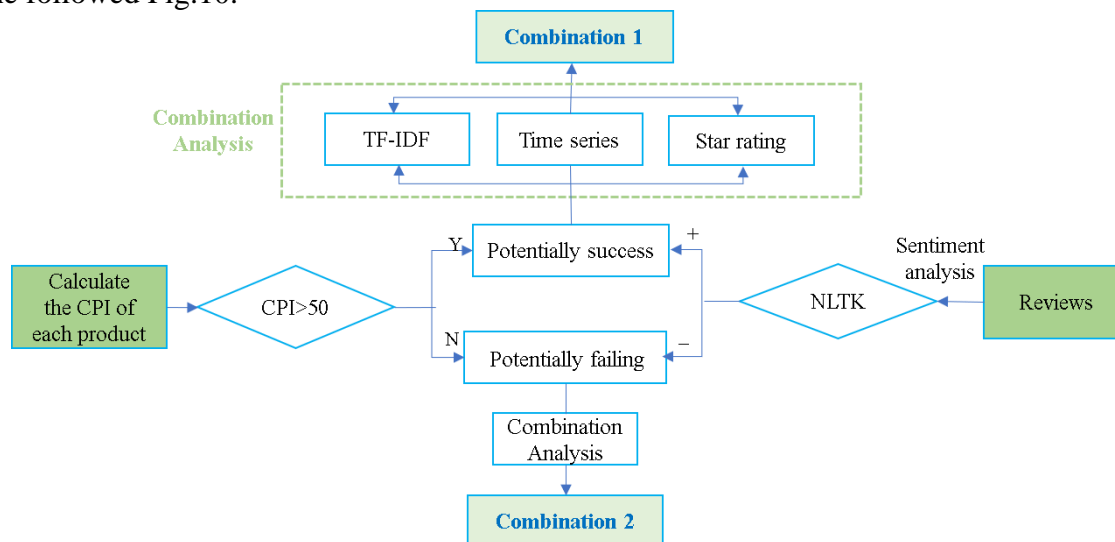 Combination 1
Combination
Analysis
TF-IDF
Time series
Star rating
Y
Potentially success
+
Sentiment
analysis
Calculate
the CPI of
each product
CPI>50
NLTK
Reviews
N
Potentially failing
–
Combination
Analysis
Combination 2